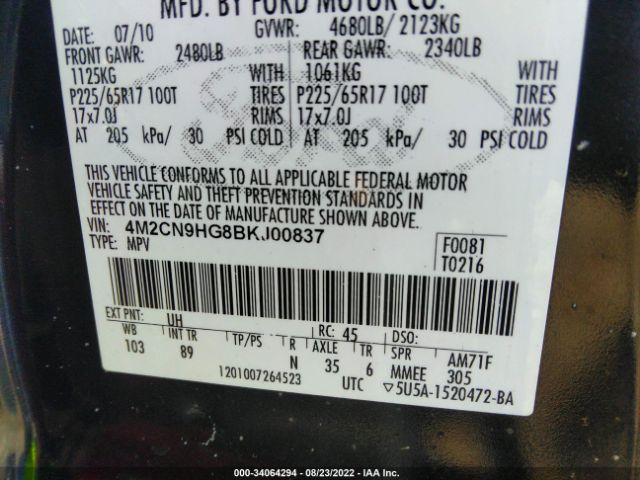 MFD. BY FORD MOTOR CO.
DATE: 07/10 GVWR: 4680LB/ 2123KG
FRONT GAWR: 2480LB REAR GAWR: 2340LB
1125KG WITH 1061KG WITH
P225/65R17 100T TIRES P225/65R17 100T TIRES
17x7.0J RIMS 17x7.0J RIMS
AT 205 kPa/ 30 PSI COLD AT 205 kPa/ 30 PSI COLD
THIS VEHICLE CONFORMS TO ALL APPLICABLE FEDERAL MOTOR
VEHICLE SAFETY AND THEFT PREVENTION STANDARDS IN
EFFECT ON THE DATE OF MANUFACTURE SHOWN ABOVE.
VIN: 4M2CN9HG8BKJ00837
TYPE: MPV
F0081
T0216
EXT PNT: UH RC: 45 DSO:
WB INT TR TP/PS R AXLE TR SPR AM71F
103 89 N 35 6 MMEE 305
1201007264523 UTC ▽5U5A-1520472-BA
000-34064294 - 08/23/2022 - IAA Inc.